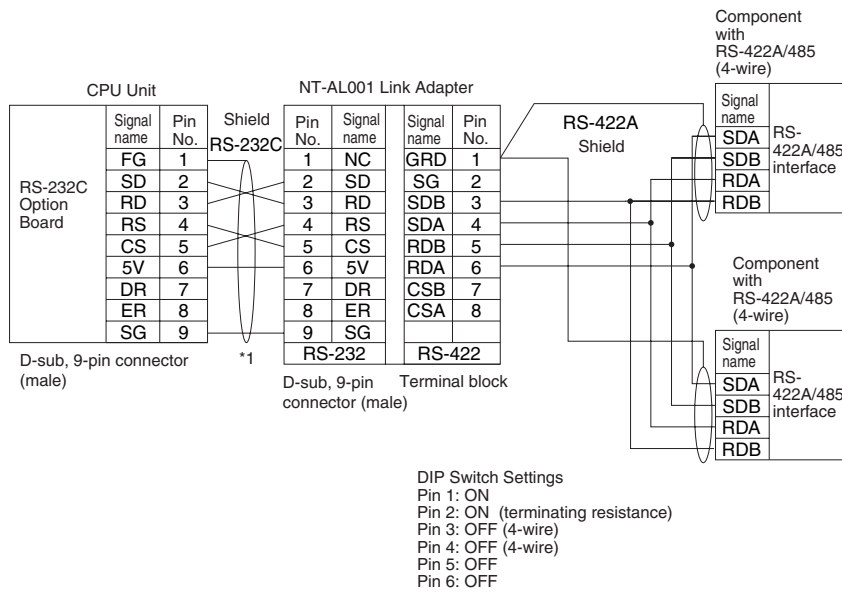 Component
with
RS-422A/485
(4-wire)
CPU Unit
NT-AL001 Link Adapter
Signal name Pin No.
Shield
RS-232C
Pin No. Signal name
Signal name Pin No.
RS-422A
Shield
Signal name
RS-232C
Option
Board
FG 1
SD 2
RD 3
RS 4
CS 5
5V 6
DR 7
ER 8
SG 9
1 NC
2 SD
3 RD
4 RS
5 CS
6 5V
7 DR
8 ER
9 SG
RS-232
GRD 1
SG 2
SDB 3
SDA 4
RDB 5
RDA 6
CSB 7
CSA 8
RS-422
SDA
SDB
RDA
RDB
RS-
422A/485
interface
D-sub, 9-pin connector
(male)
*1
D-sub, 9-pin
connector (male)
Terminal block
Component
with
RS-422A/485
(4-wire)
Signal
name
SDA
SDB
RDA
RDB
RS-
422A/485
interface
DIP Switch Settings
Pin 1: ON
Pin 2: ON (terminating resistance)
Pin 3: OFF (4-wire)
Pin 4: OFF (4-wire)
Pin 5: OFF
Pin 6: OFF